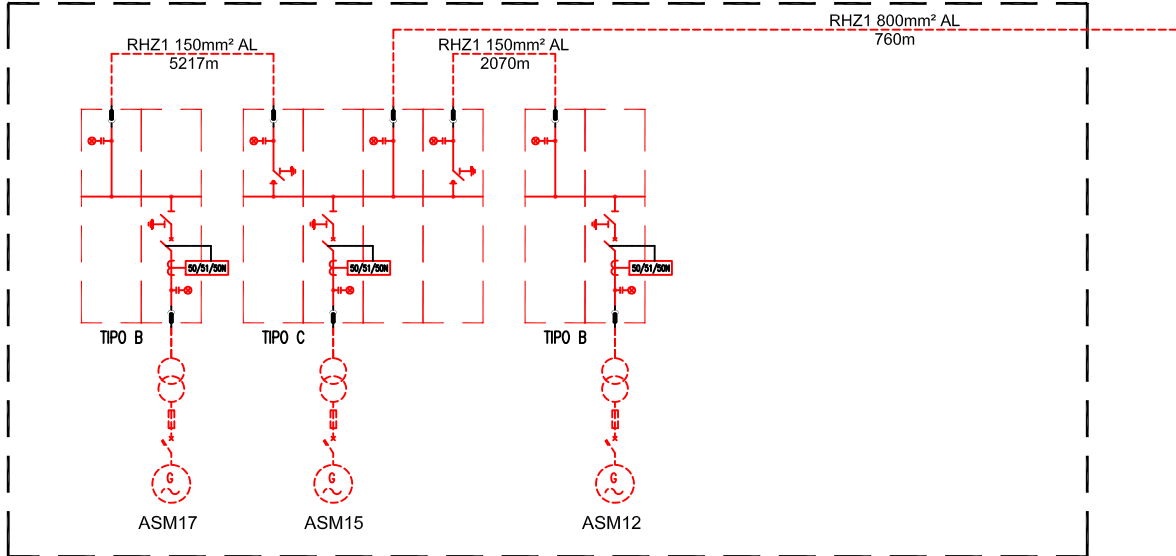 RHZ1 800mm² AL
760m
RHZ1 150mm² AL
5217m
RHZ1 150mm² AL
2070m
50/51/50N
50/51/50N
50/51/50N
TIPO B
TIPO C
TIPO B
G
G
G
ASM17
ASM15
ASM12